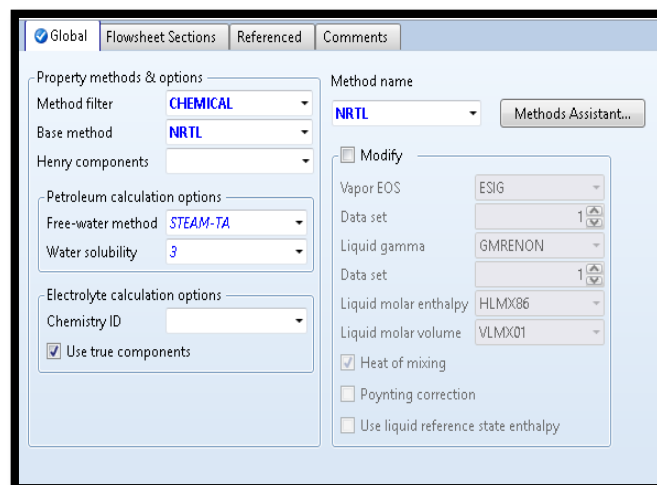 Global
Flowsheet Sections
Referenced
Comments
Property methods & options
Method filter
CHEMICAL
Base method
NRTL
Henry components
Petroleum calculation options
Free-water method
STEAM-TA
Water solubility
3
Electrolyte calculation options
Chemistry ID
Use true components
Method name
NRTL
Methods Assistant...
Modify
Vapor EOS
ESIG
Data set
1
Liquid gamma
GMRENON
Data set
1
Liquid molar enthalpy
HLMX86
Liquid molar volume
VLMX01
Heat of mixing
Poynting correction
Use liquid reference state enthalpy